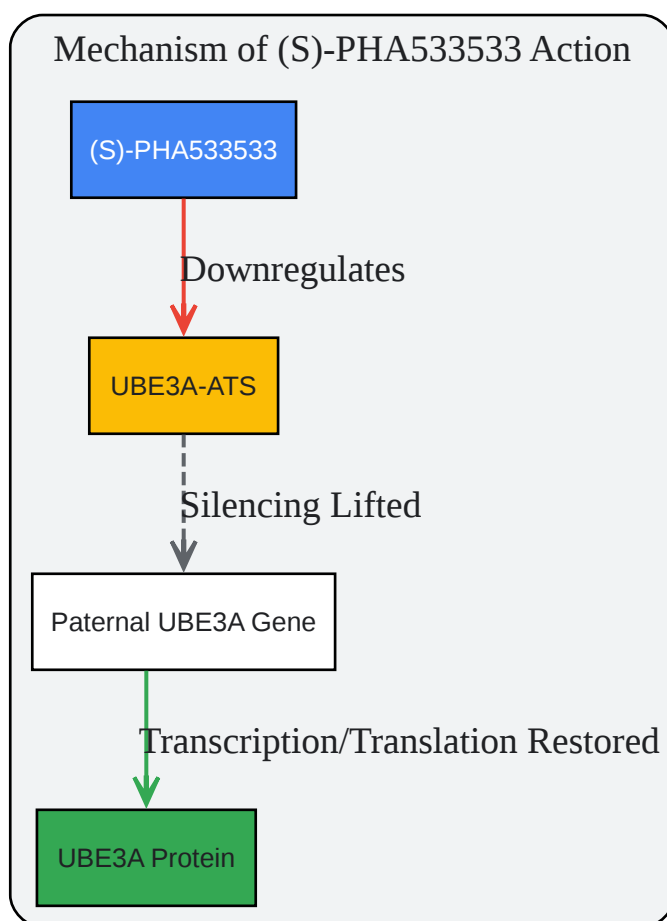 Mechanism of (S)-PHA533533 Action
(S)-PHA533533
Downregulates
UBE3A-ATS
Silencing Lifted
Paternal UBE3A Gene
Transcription/Translation Restored
UBE3A Protein